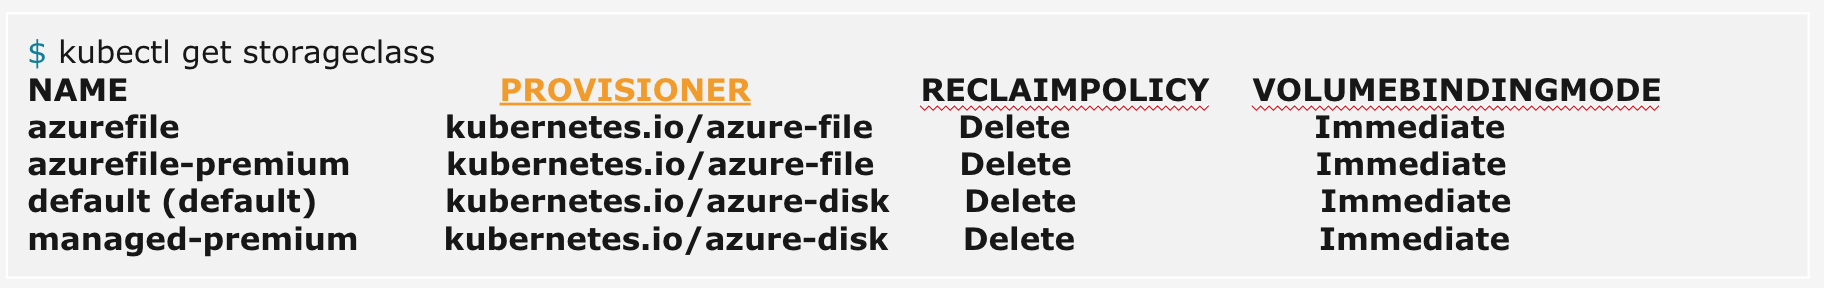 $ kubectl get storageclass
NAME PROVISIONER RECLAIMPOLICY VOLUMEBINDINGMODE
azurefile kubernetes.io/azure-file Delete Immediate
azurefile-premium kubernetes.io/azure-file Delete Immediate
default (default) kubernetes.io/azure-disk Delete Immediate
managed-premium kubernetes.io/azure-disk Delete Immediate